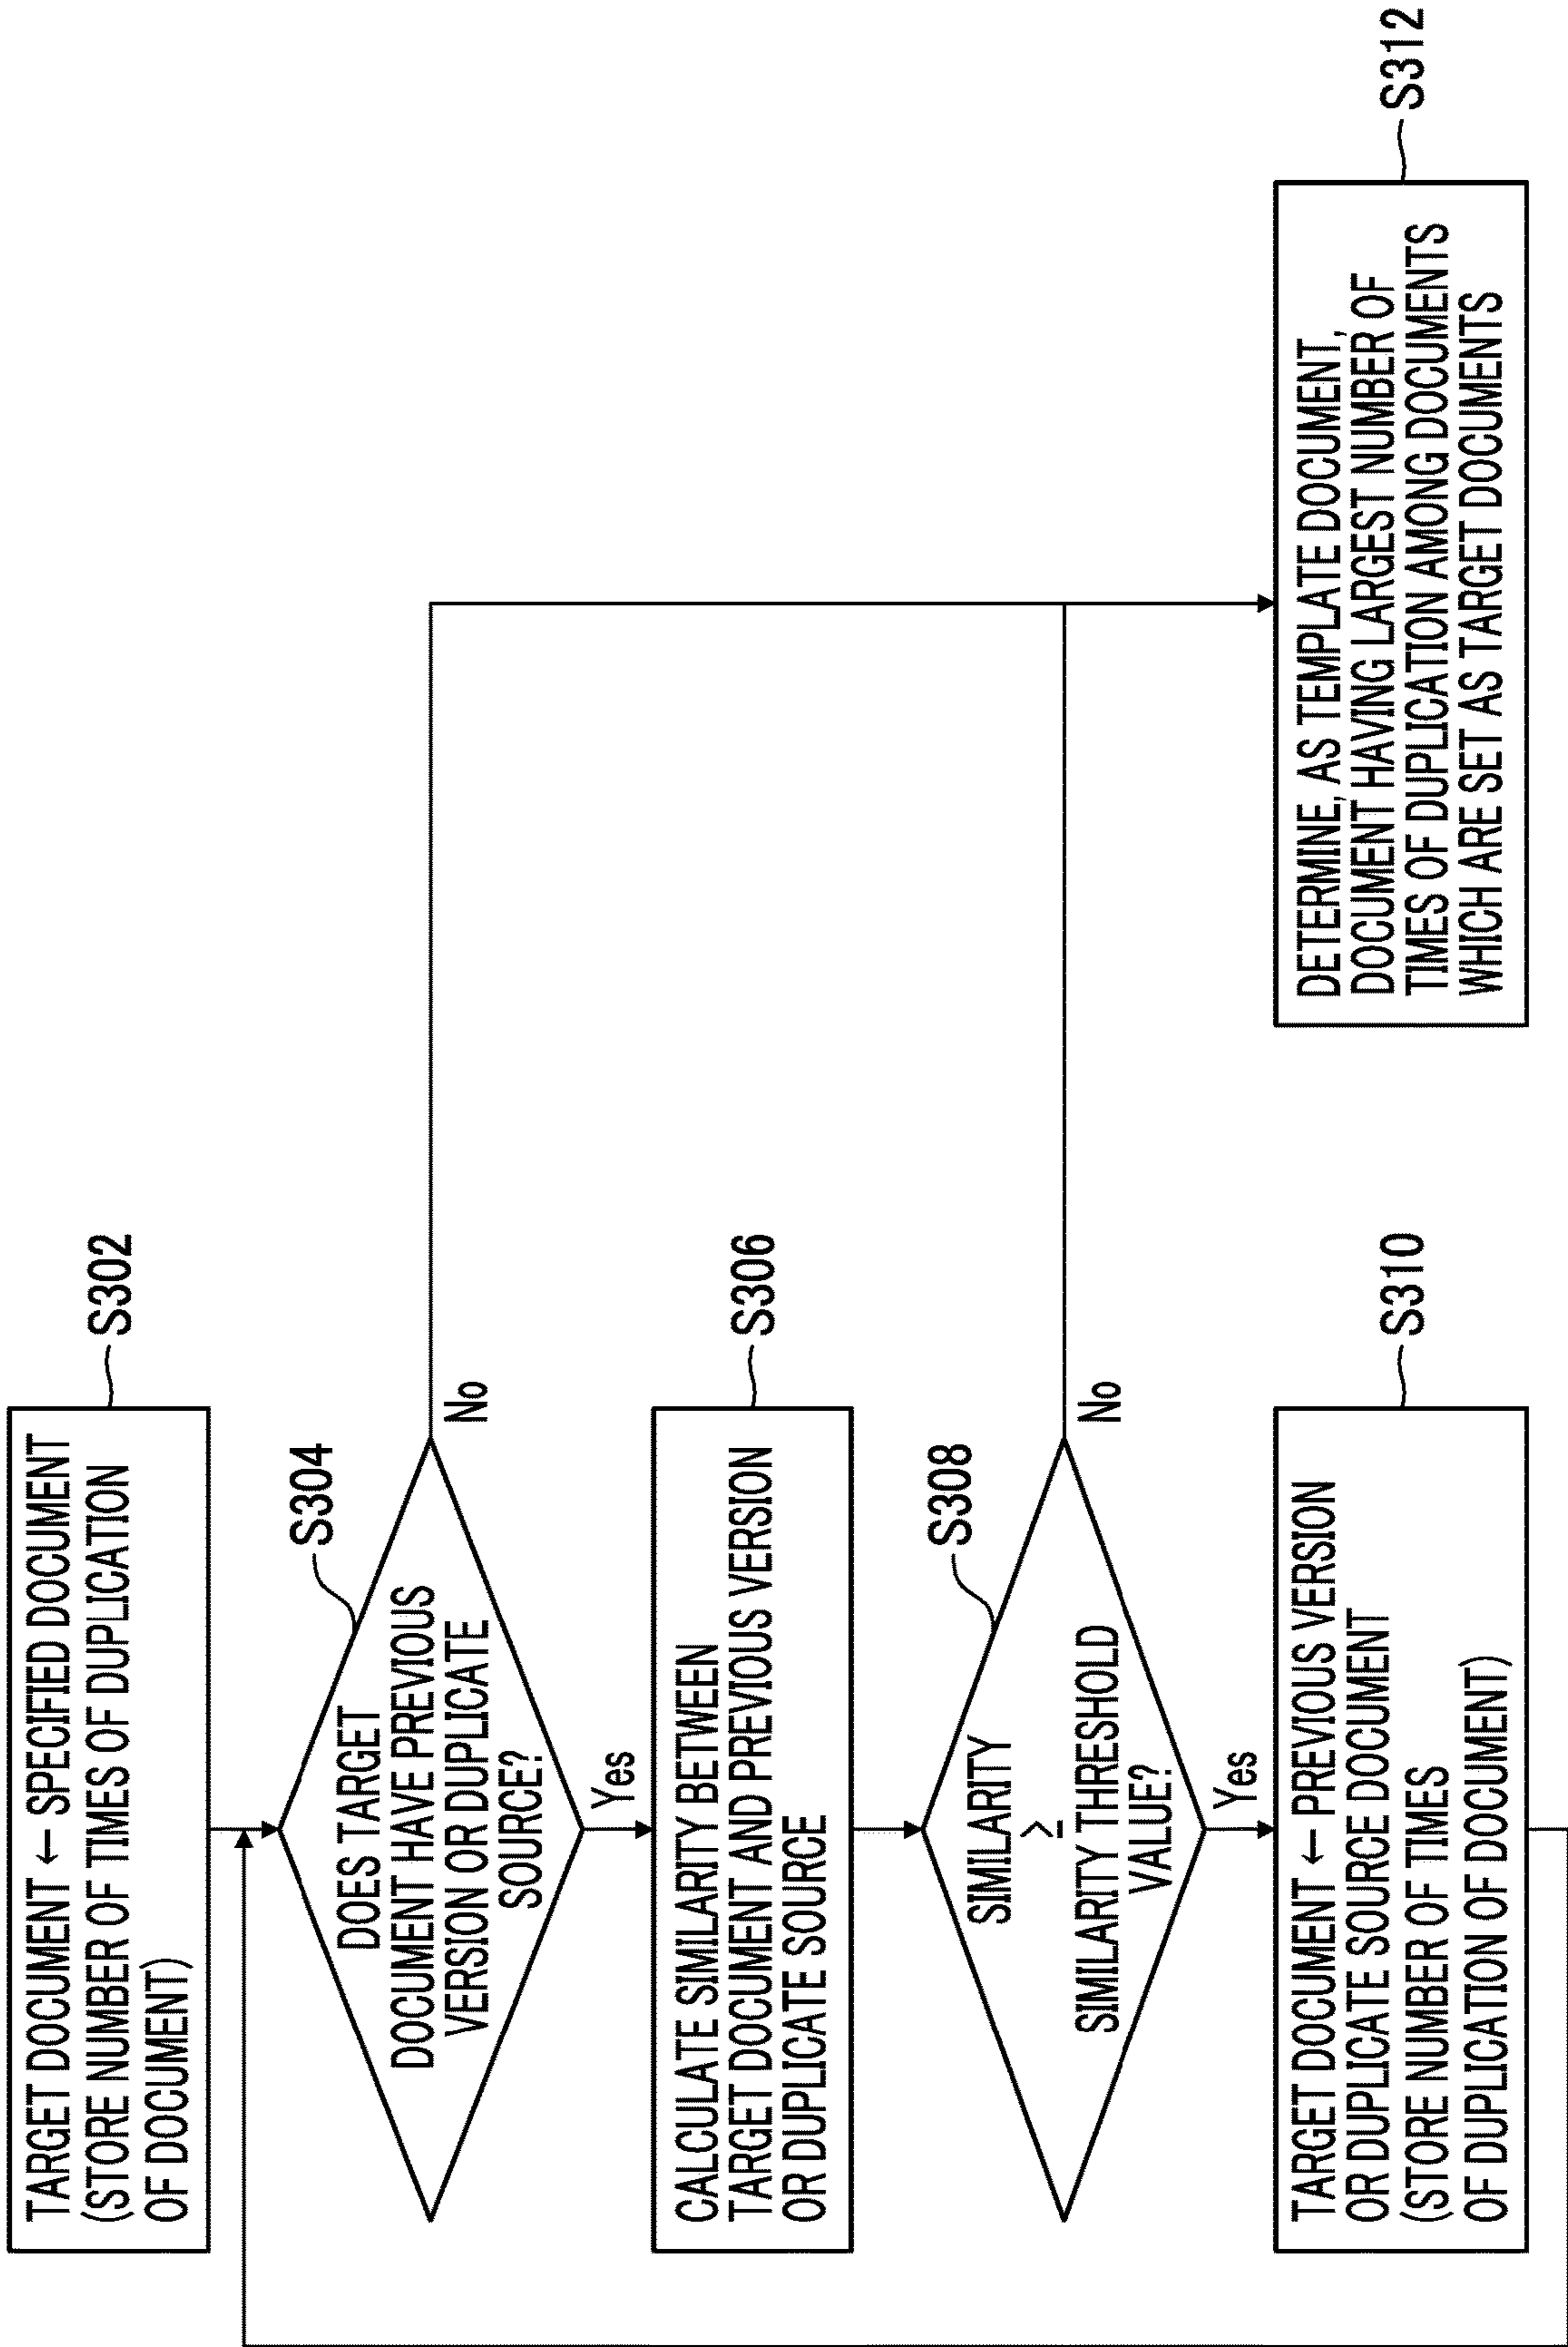 TARGET DOCUMENT ← SPECIFIED DOCUMENT
(STORE NUMBER OF TIMES OF DUPLICATION
OF DOCUMENT)
S302
DOES TARGET
DOCUMENT HAVE PREVIOUS
VERSION OR DUPLICATE
SOURCE?
S304
No
Yes
CALCULATE SIMILARITY BETWEEN
TARGET DOCUMENT AND PREVIOUS VERSION
OR DUPLICATE SOURCE
S306
SIMILARITY
≥
SIMILARITY THRESHOLD
VALUE?
S308
No
Yes
TARGET DOCUMENT ← PREVIOUS VERSION
OR DUPLICATE SOURCE DOCUMENT
(STORE NUMBER OF TIMES
OF DUPLICATION OF DOCUMENT)
S310
DETERMINE, AS TEMPLATE DOCUMENT,
DOCUMENT HAVING LARGEST NUMBER OF
TIMES OF DUPLICATION AMONG DOCUMENTS
WHICH ARE SET AS TARGET DOCUMENTS
S312